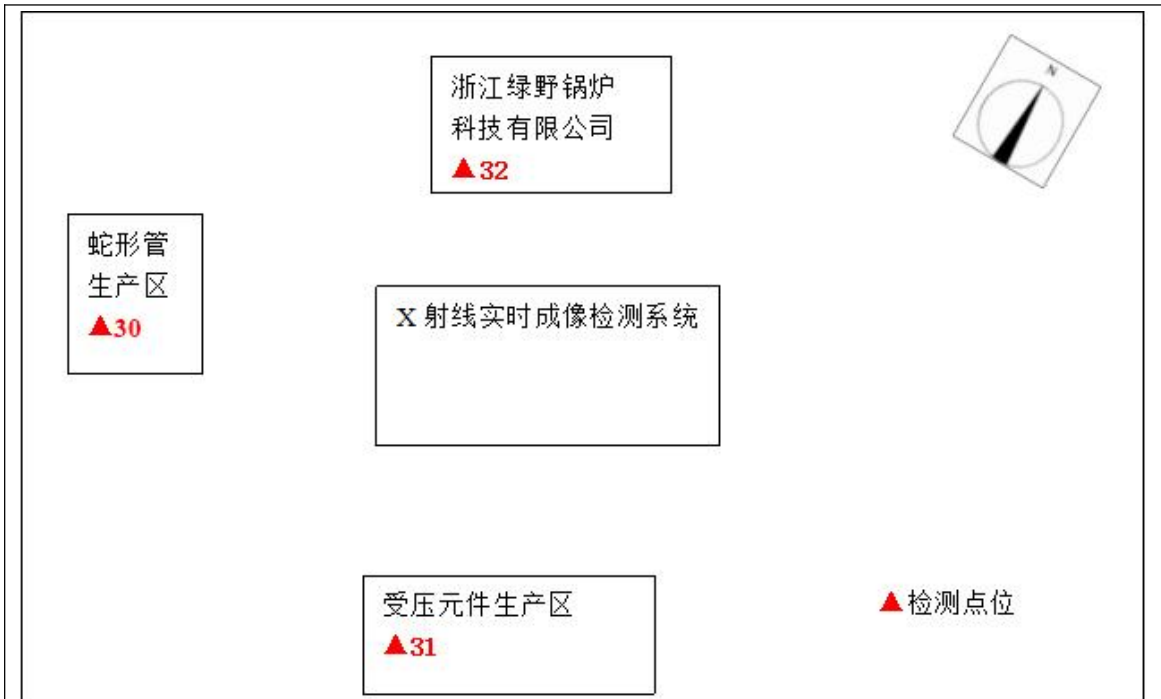 浙江绿野锅炉
科技有限公司
▲32
N
蛇形管
生产区
▲30
X 射线实时成像检测系统
受压元件生产区
▲31
▲检测点位